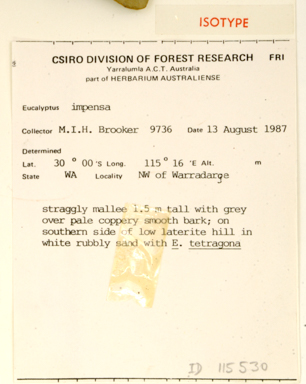 ISOTYPE
CSIRO DIVISION OF FOREST RESEARCH FRI
Yarralumla A.C.T. Australia
part of HERBARIUM AUSTRALIENSE
Eucalyptus impensa
Collector M.I.H. Brooker 9736 Date 13 August 1987
Determined
Lat. 30 ° 00 'S Long. 115 ° 16 'E Alt. m
State WA Locality NW of Warradarge
straggly mallee 1.5 m tall with grey
over pale coppery smooth bark; on
southern side of low laterite hill in
white rubbly sand with E. tetragona
ID 115530